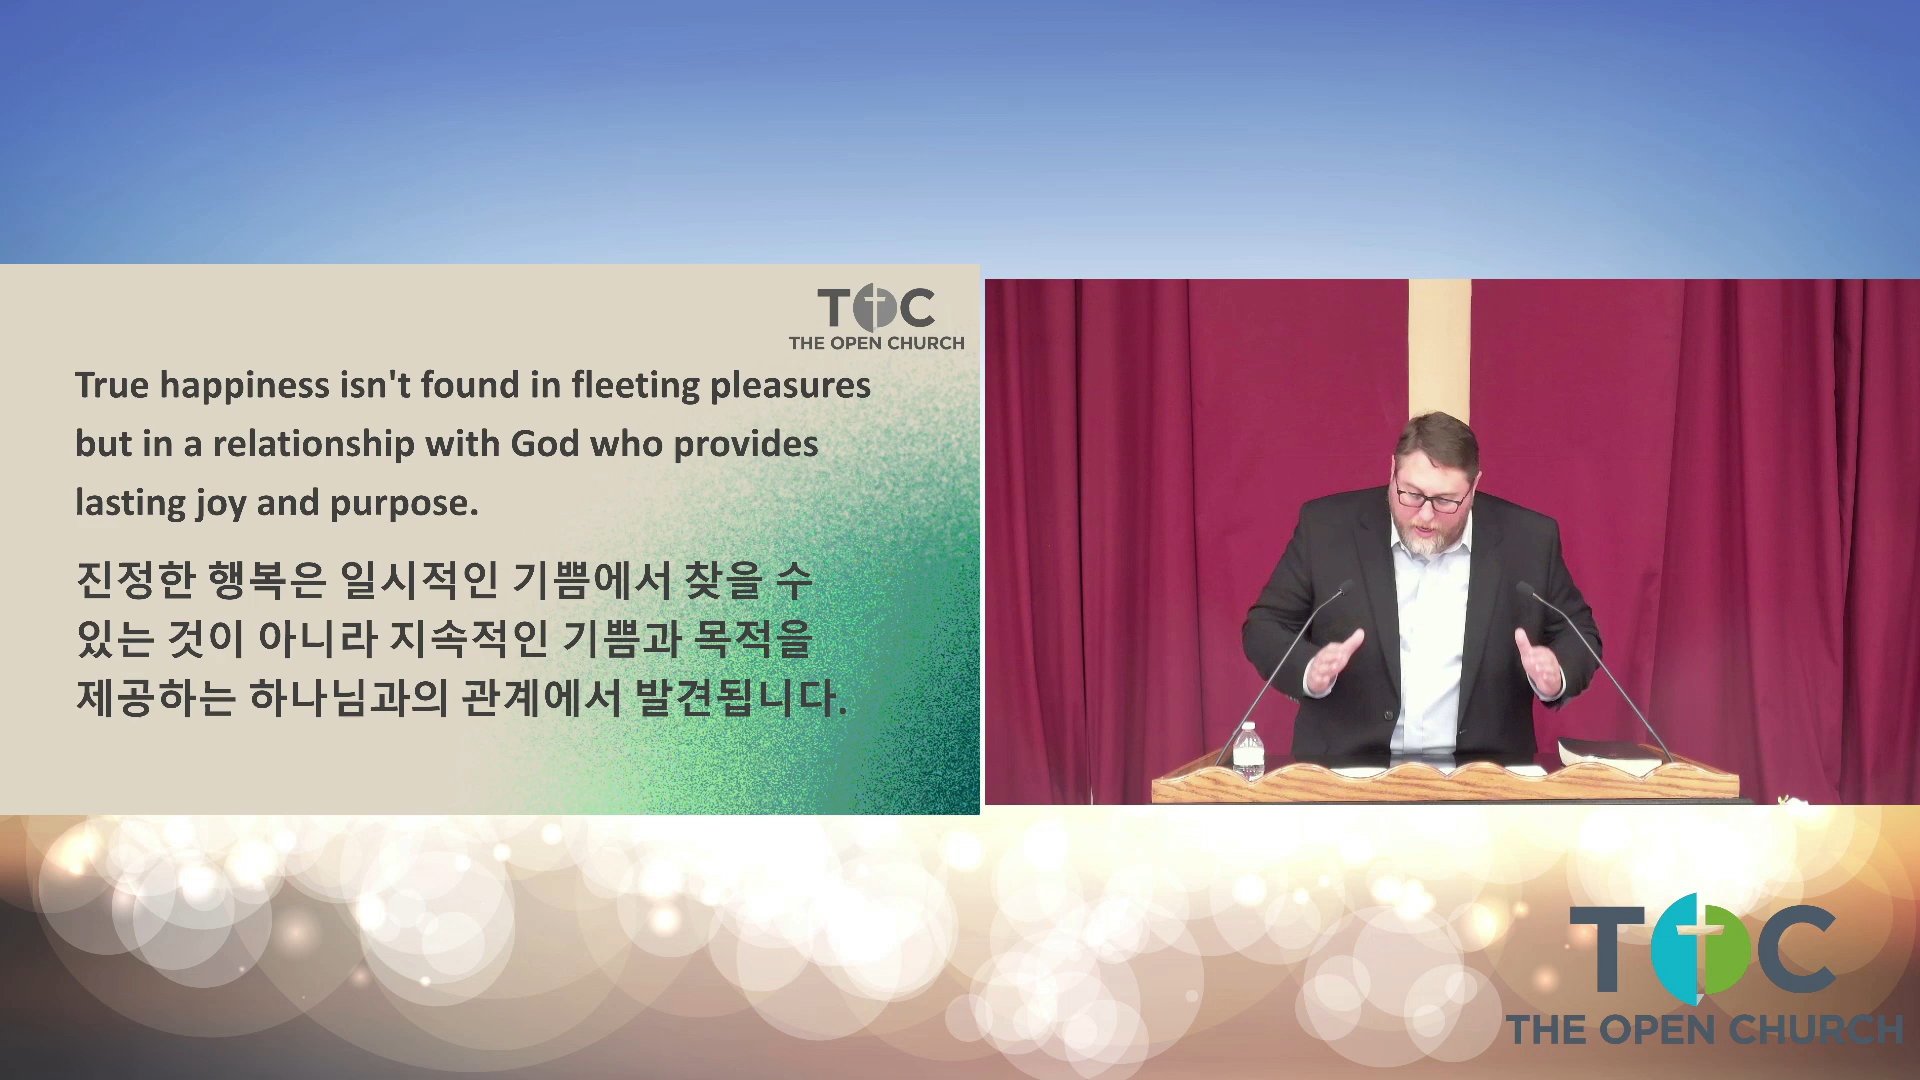 TOC
THE OPEN CHURCH
True happiness isn't found in fleeting pleasures
but in a relationship with God who provides
lasting joy and purpose.
진정한 행복은 일시적인 기쁨에서 찾을 수
있는 것이 아니라 지속적인 기쁨과 목적을
제공하는 하나님과의 관계에서 발견됩니다.
TOC
THE OPEN CHURCH